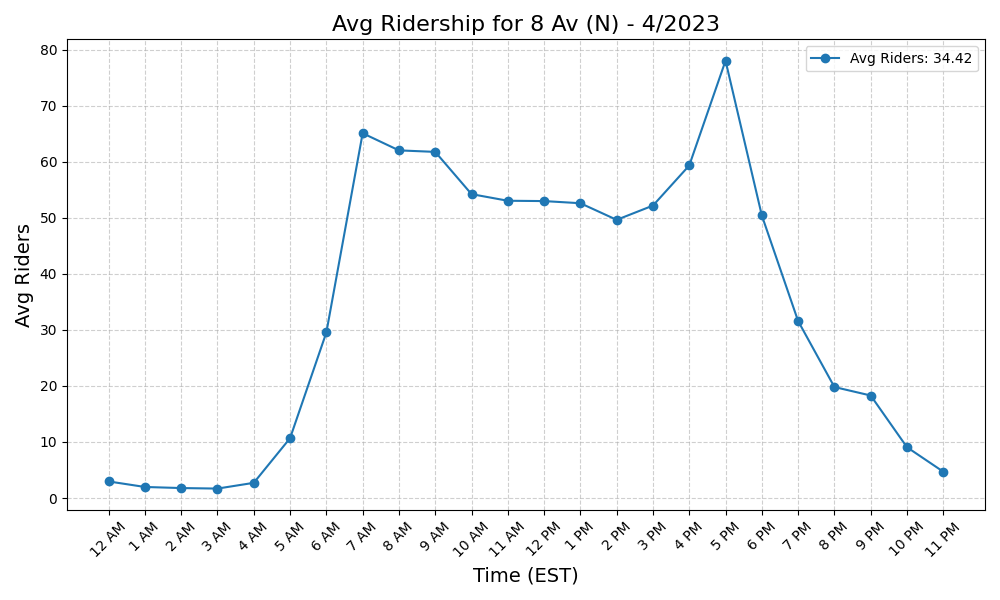 Avg Ridership for 8 Av (N) - 4/2023
Avg Riders: 34.42
Avg Riders
80
70
60
50
40
30
20
10
0
12 AM
1 AM
2 AM
3 AM
4 AM
5 AM
6 AM
7 AM
8 AM
9 AM
10 AM
11 AM
12 PM
1 PM
2 PM
3 PM
4 PM
5 PM
6 PM
7 PM
8 PM
9 PM
10 PM
11 PM
Time (EST)